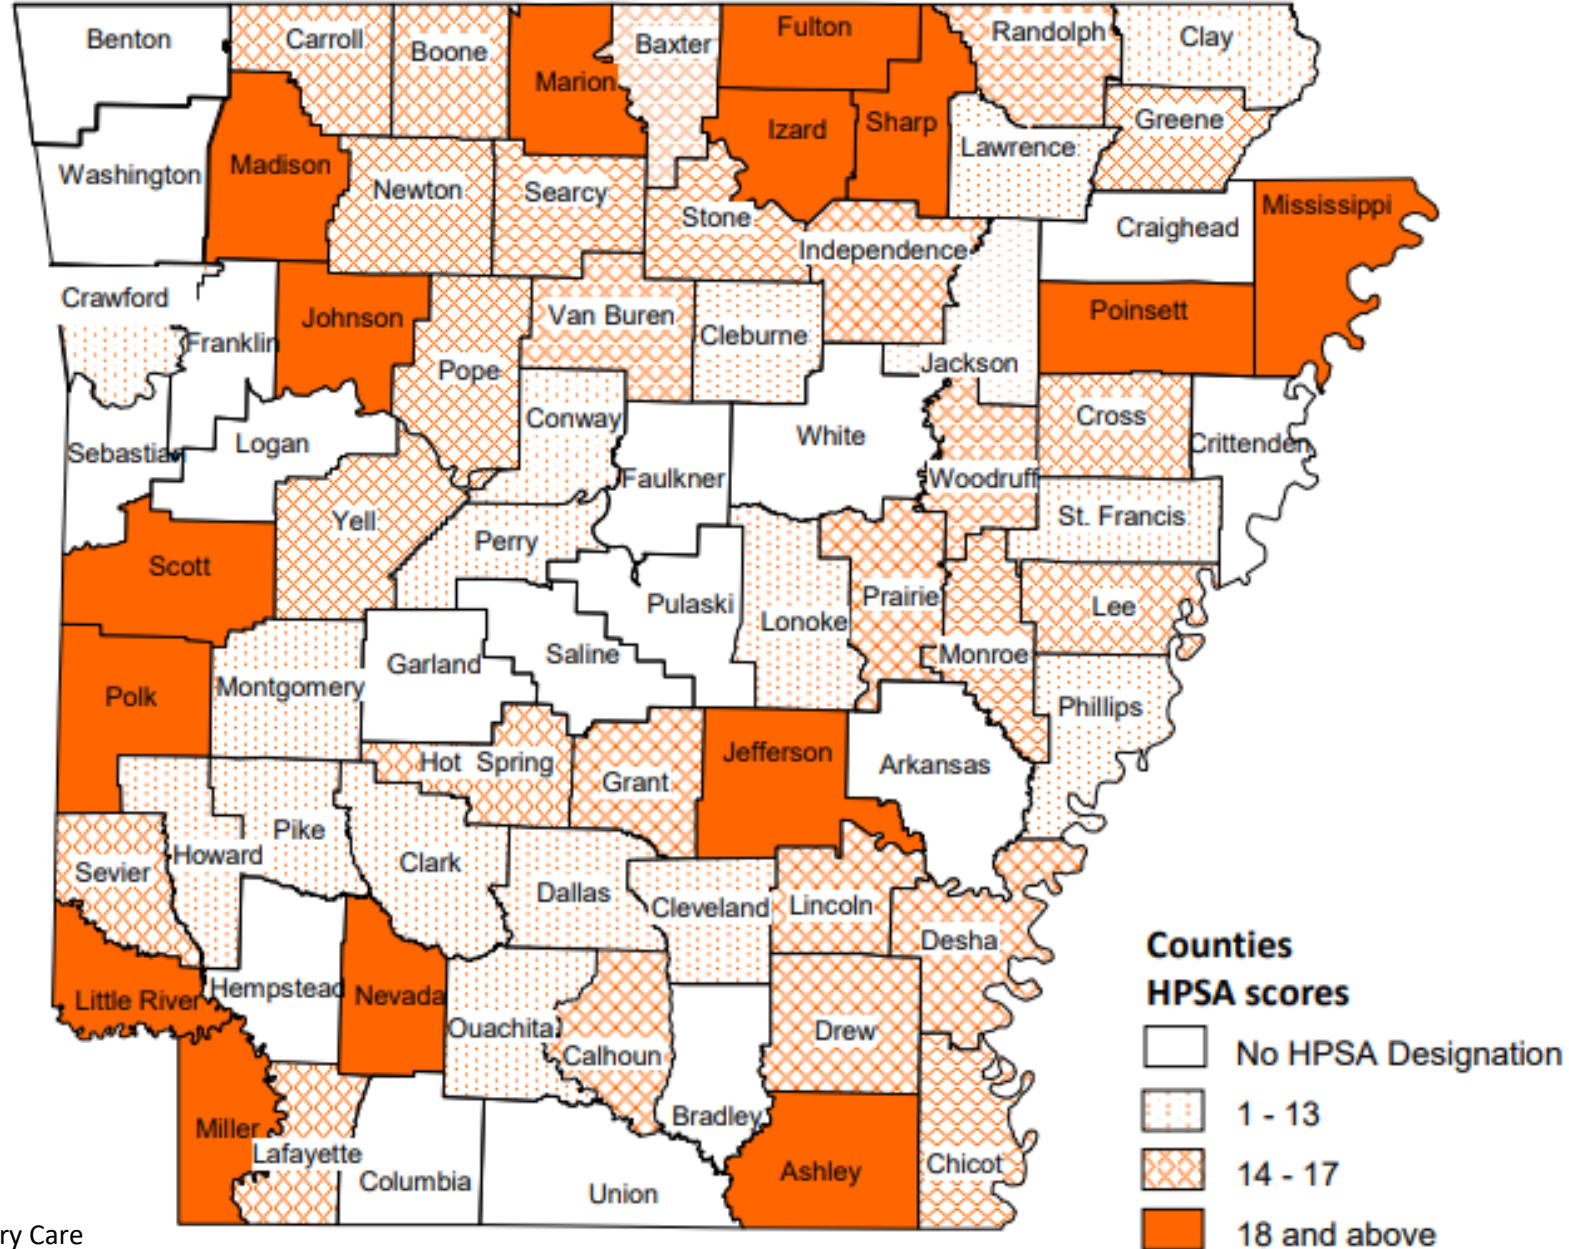 Benton
Carroll
Boone
Marion
Baxter
Fulton
Randolph
Clay
Washington
Madison
Newton
Searcy
Stone
Izard
Sharp
Lawrence
Greene
Craighead
Mississippi
Independence
Crawford
Franklin
Johnson
Pope
Van Buren
Cleburne
Jackson
Poinsett
Sebastian
Logan
Conway
Faulkner
White
Woodruff
Cross
Crittenden
Yell
Perry
St. Francis
Scott
Pulaski
Lonoke
Prairie
Lee
Polk
Montgomery
Garland
Saline
Monroe
Phillips
Hot Spring
Grant
Jefferson
Arkansas
Sevier
Howard
Pike
Clark
Dallas
Cleveland
Lincoln
Desha
Little River
Hempstead
Nevada
Ouachita
Calhoun
Drew
Miller
Lafayette
Columbia
Union
Bradley
Ashley
Chicot
Counties
HPSA scores
No HPSA Designation
1 - 13
14 - 17
18 and above
ry Care